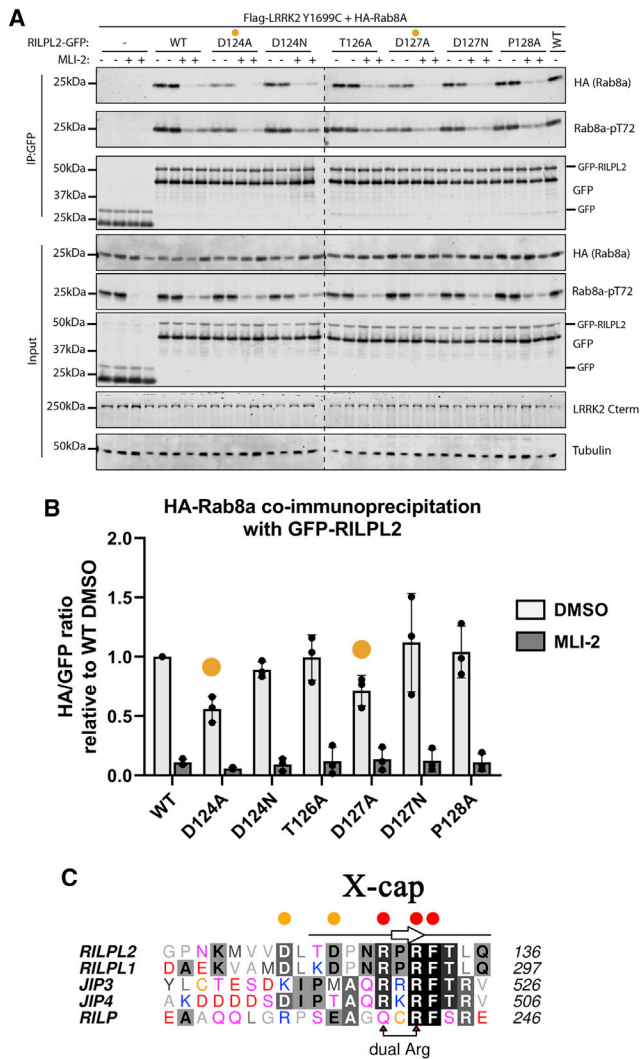 A
Flag-LRRK2 Y1699C + HA-Rab8A
RILPL2-GFP: - WT D124A D124N T126A D127A D127N P128A WT
MLI-2: - - + + - - + + - - + + - - + + - - + + - - + + - - + + - - + + -
IP:GFP
25kDa HA (Rab8a)
25kDa Rab8a-pT72
50kDa GFP-RILPL2
37kDa GFP
25kDa GFP
Input
25kDa HA (Rab8a)
25kDa Rab8a-pT72
50kDa GFP-RILPL2
37kDa GFP
25kDa GFP
250kDa LRRK2 Cterm
50kDa Tubulin
B
HA-Rab8a co-immunoprecipitation
with GFP-RILPL2
HA/GFP ratio
relative to WT DMSO
2.0
1.5
1.0
0.5
0.0
DMSO
MLI-2
WT D124A D124N T126A D127A D127N P128A
C
X-cap
RILPL2 GPNKMVVDLTDPNRPRFTLQ 136
RILPL1 DAEKVAMDLKDPNRPRFTLQ 297
JIP3 YLCTESDKIPMAQRRRFTRV 526
JIP4 AKDDDDSDIPTAQRKRFTRV 506
RILP EAAQQLGRPSEAGQCRFSRE 246
dual Arg